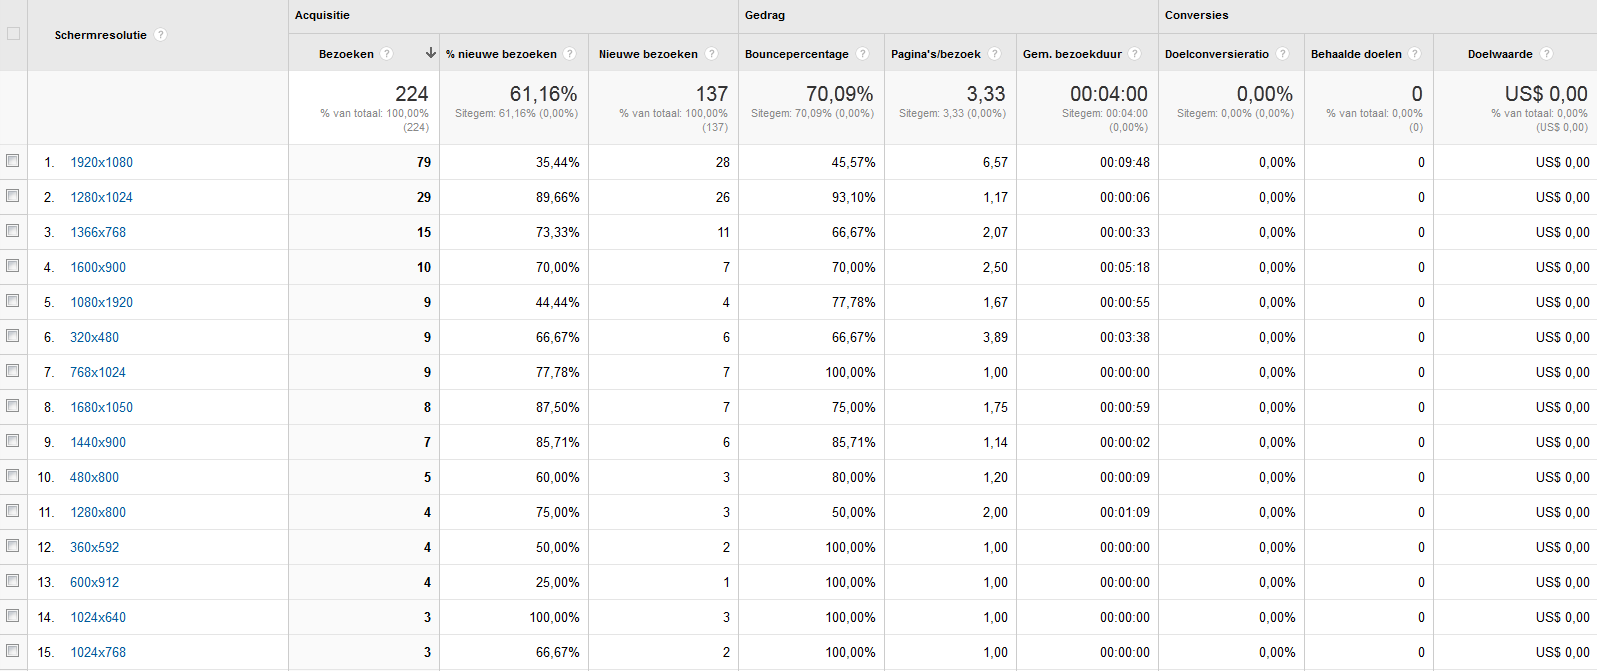 Acquisitie Gedrag Conversies
Schermresolutie ?
Bezoeken ? % nieuwe bezoeken ? Nieuwe bezoeken ? Bouncepercentage ? Pagina's/bezoek ? Gem. bezoekduur ? Doelconversieratio ? Behaalde doelen ? Doelwaarde ?
224 61,16% 137 70,09% 3,33 00:04:00 0,00% 0 US$ 0,00
% van totaal: 100,00% Sitegem: 61,16% (0,00%) % van totaal: 100,00% Sitegem: 70,09% (0,00%) Sitegem: 3,33 (0,00%) Sitegem: 00:04:00 Sitegem: 0,00% (0,00%) % van totaal: 0,00% % van totaal: 0,00%
(224) (137) (0,00%) (0) (US$ 0,00)
1. 1920x1080 79 35,44% 28 45,57% 6,57 00:09:48 0,00% 0 US$ 0,00
2. 1280x1024 29 89,66% 26 93,10% 1,17 00:00:06 0,00% 0 US$ 0,00
3. 1366x768 15 73,33% 11 66,67% 2,07 00:00:33 0,00% 0 US$ 0,00
4. 1600x900 10 70,00% 7 70,00% 2,50 00:05:18 0,00% 0 US$ 0,00
5. 1080x1920 9 44,44% 4 77,78% 1,67 00:00:55 0,00% 0 US$ 0,00
6. 320x480 9 66,67% 6 66,67% 3,89 00:03:38 0,00% 0 US$ 0,00
7. 768x1024 9 77,78% 7 100,00% 1,00 00:00:00 0,00% 0 US$ 0,00
8. 1680x1050 8 87,50% 7 75,00% 1,75 00:00:59 0,00% 0 US$ 0,00
9. 1440x900 7 85,71% 6 85,71% 1,14 00:00:02 0,00% 0 US$ 0,00
10. 480x800 5 60,00% 3 80,00% 1,20 00:00:09 0,00% 0 US$ 0,00
11. 1280x800 4 75,00% 3 50,00% 2,00 00:01:09 0,00% 0 US$ 0,00
12. 360x592 4 50,00% 2 100,00% 1,00 00:00:00 0,00% 0 US$ 0,00
13. 600x912 4 25,00% 1 100,00% 1,00 00:00:00 0,00% 0 US$ 0,00
14. 1024x640 3 100,00% 3 100,00% 1,00 00:00:00 0,00% 0 US$ 0,00
15. 1024x768 3 66,67% 2 100,00% 1,00 00:00:00 0,00% 0 US$ 0,00